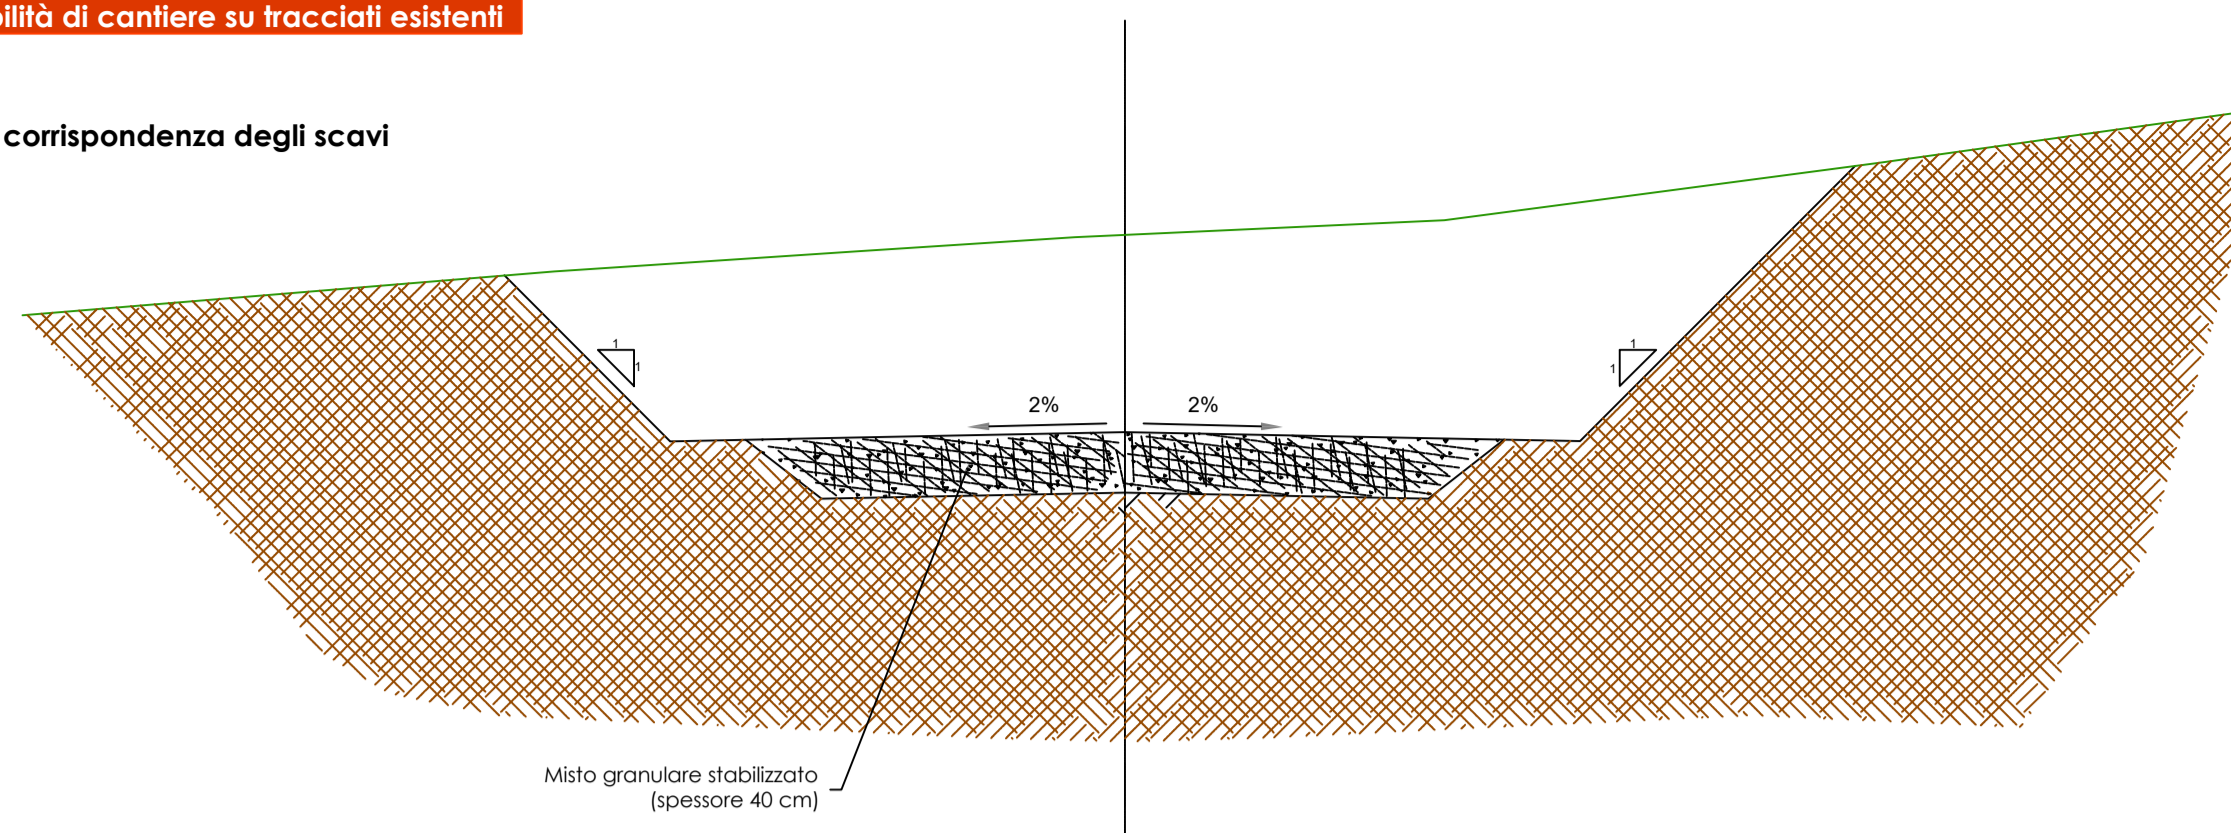 bilità di cantiere su tracciati esistenti
corrispondenza degli scavi
1
1
1
1
2%
2%
Misto granulare stabilizzato
(spessore 40 cm)